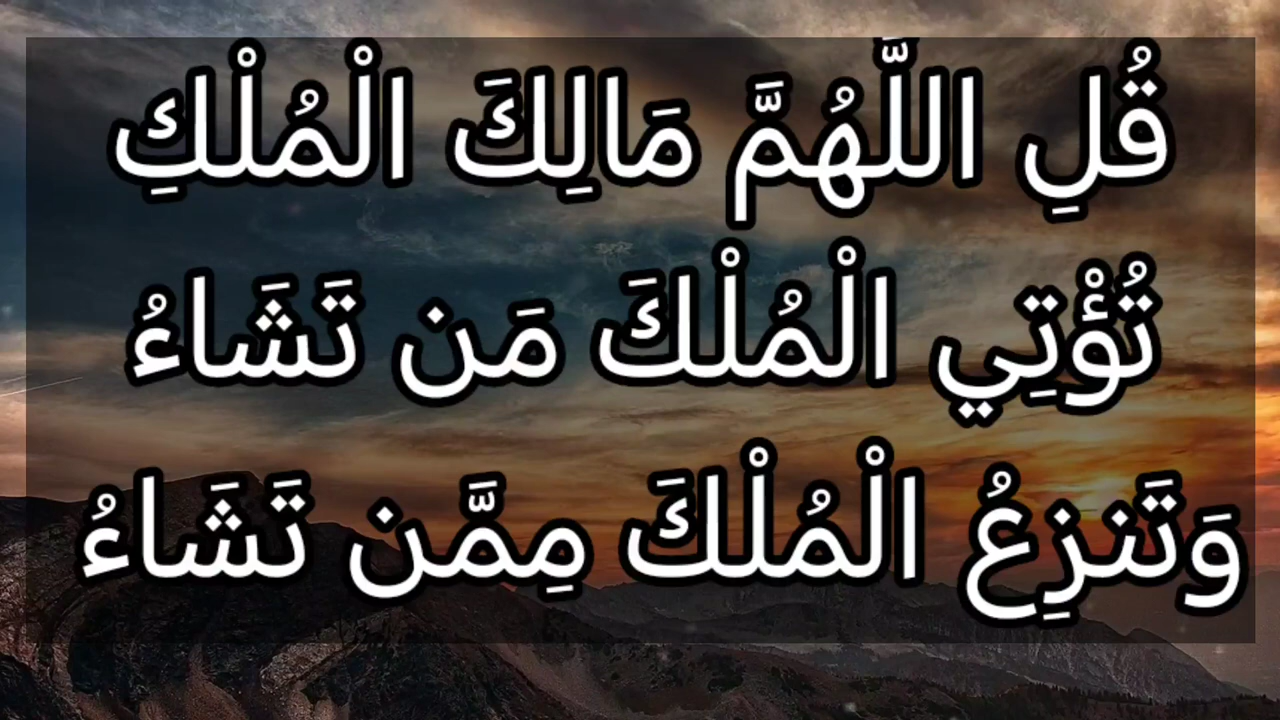 قُلِ اللَّهُمَّ مَالِكَ الْمُلْكِ
تُؤْتِي الْمُلْكَ مَن تَشَاءُ
وَتَنزِعُ الْمُلْكَ مِمَّن تَشَاءُ